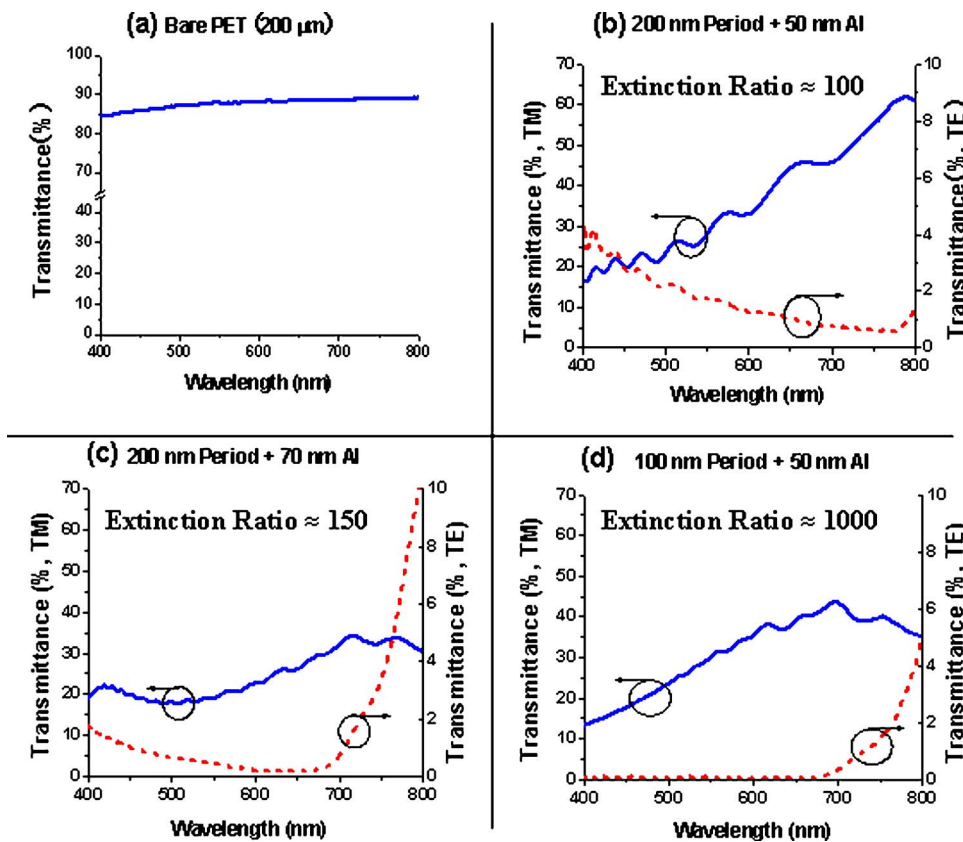 (a) Bare PET (200 µm)
100
90
80
70
40
30
20
10
0
Transmittance(%)
400 500 600 700 800
Wavelength (nm)
(b) 200 nm Period + 50 nm Al
Extinction Ratio ≈ 100
70
60
50
40
30
20
10
0
Transmittance (%, TM)
10
8
6
4
2
0
Transmittance(%, TE)
400 500 600 700 800
Wavelength (nm)
(c) 200 nm Period + 70 nm Al
Extinction Ratio ≈ 150
70
60
50
40
30
20
10
0
Transmittance (%, TM)
10
8
6
4
2
0
Transmittance (%, TE)
400 500 600 700 800
Wavelength (nm)
(d) 100 nm Period + 50 nm Al
Extinction Ratio ≈ 1000
70
60
50
40
30
20
10
0
Transmittance (%, TM)
10
8
6
4
2
0
Transmittance (%, TE)
400 500 600 700 800
Wavelength (nm)